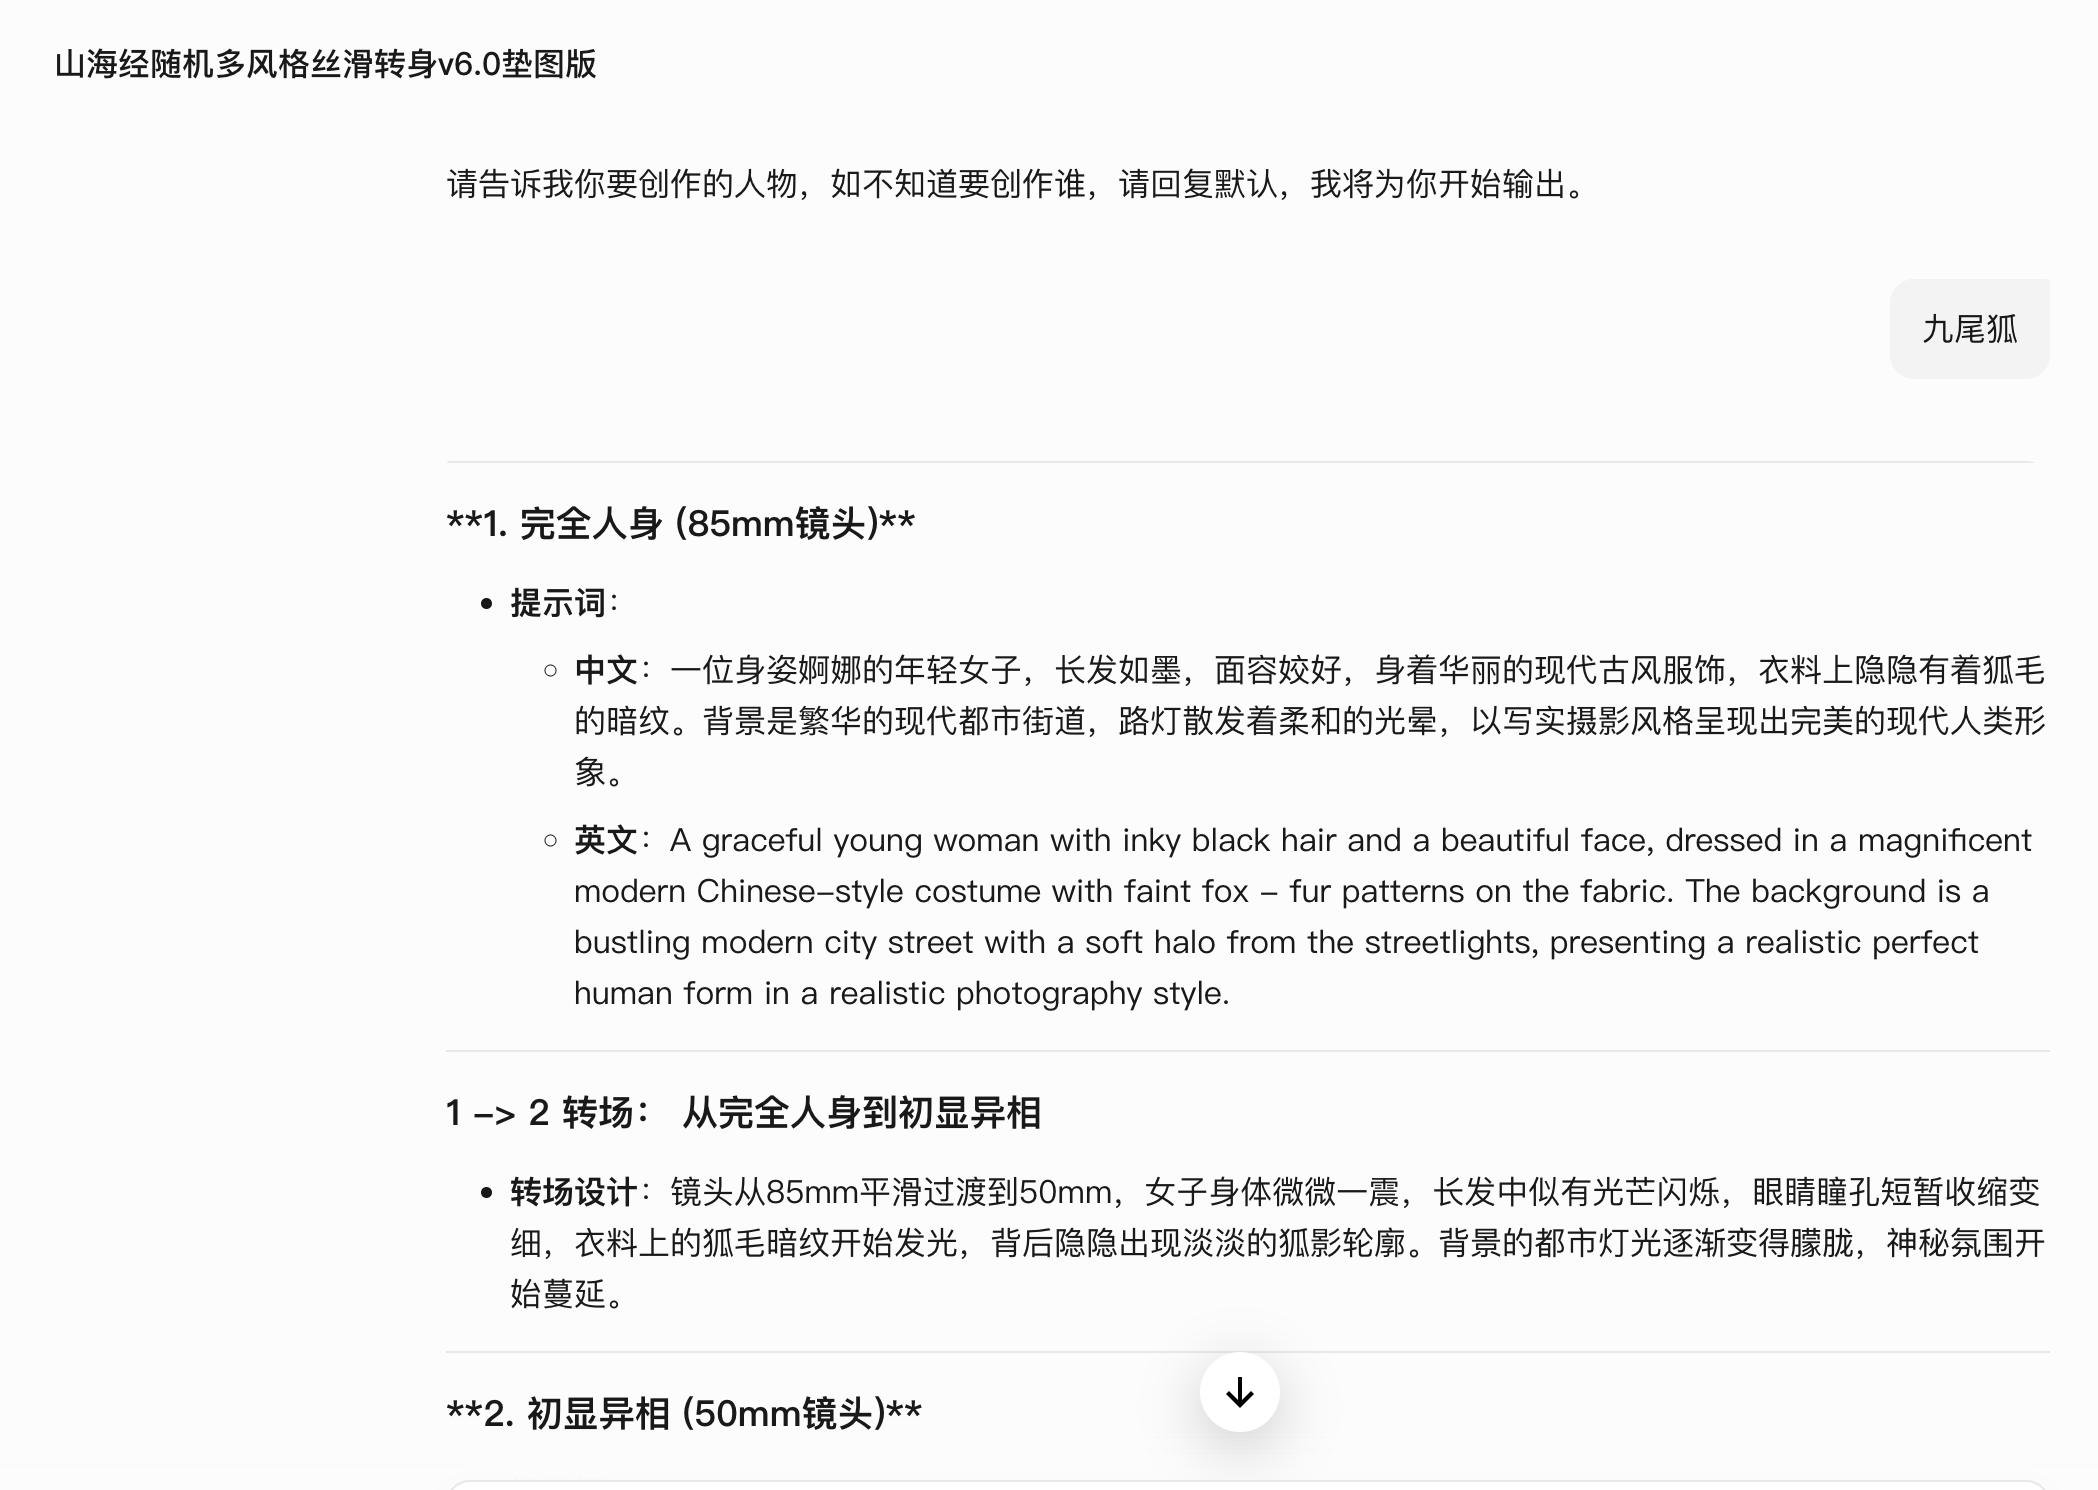 山海经随机多风格丝滑转身v6.0垫图版
请告诉我你要创作的人物，如不知道要创作谁，请回复默认，我将为你开始输出。
九尾狐
**1. 完全人身 (85mm镜头)**
提示词：
中文：一位身姿婀娜的年轻女子，长发如墨，面容姣好，身着华丽的现代古风服饰，衣料上隐隐有着狐毛
的暗纹。背景是繁华的现代都市街道，路灯散发着柔和的光晕，以写实摄影风格呈现出完美的现代人类形
象。
英文：A graceful young woman with inky black hair and a beautiful face, dressed in a magnificent
modern Chinese-style costume with faint fox - fur patterns on the fabric. The background is a
bustling modern city street with a soft halo from the streetlights, presenting a realistic perfect
human form in a realistic photography style.
1 -> 2 转场： 从完全人身到初显异相
转场设计：镜头从85mm平滑过渡到50mm，女子身体微微一震，长发中似有光芒闪烁，眼睛瞳孔短暂收缩变
细，衣料上的狐毛暗纹开始发光，背后隐隐出现淡淡的狐影轮廓。背景的都市灯光逐渐变得朦胧，神秘氛围开
始蔓延。
**2. 初显异相 (50mm镜头)**